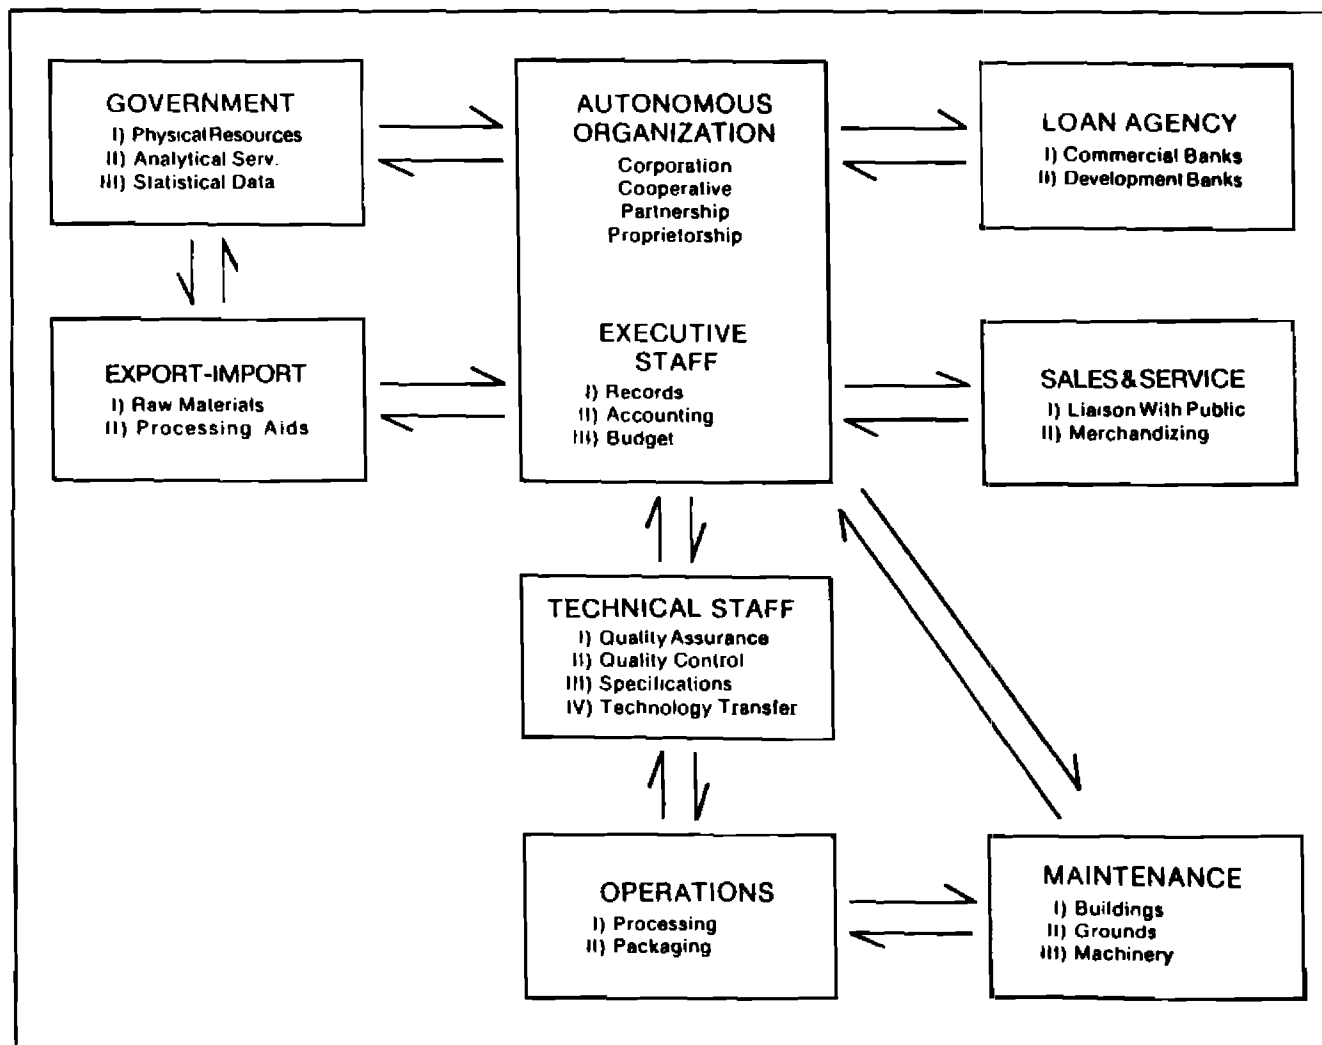 GOVERNMENT
I) Physical Resources
II) Analytical Serv.
III) Statistical Data
AUTONOMOUS
ORGANIZATION
Corporation
Cooperative
Partnership
Proprietorship
LOAN AGENCY
I) Commercial Banks
II) Development Banks
EXPORT-IMPORT
I) Raw Materials
II) Processing Aids
EXECUTIVE
STAFF
I) Records
II) Accounting
III) Budget
SALES & SERVICE
I) Liaison With Public
II) Merchandizing
TECHNICAL STAFF
I) Quality Assurance
II) Quality Control
III) Specifications
IV) Technology Transfer
OPERATIONS
I) Processing
II) Packaging
MAINTENANCE
I) Buildings
II) Grounds
III) Machinery